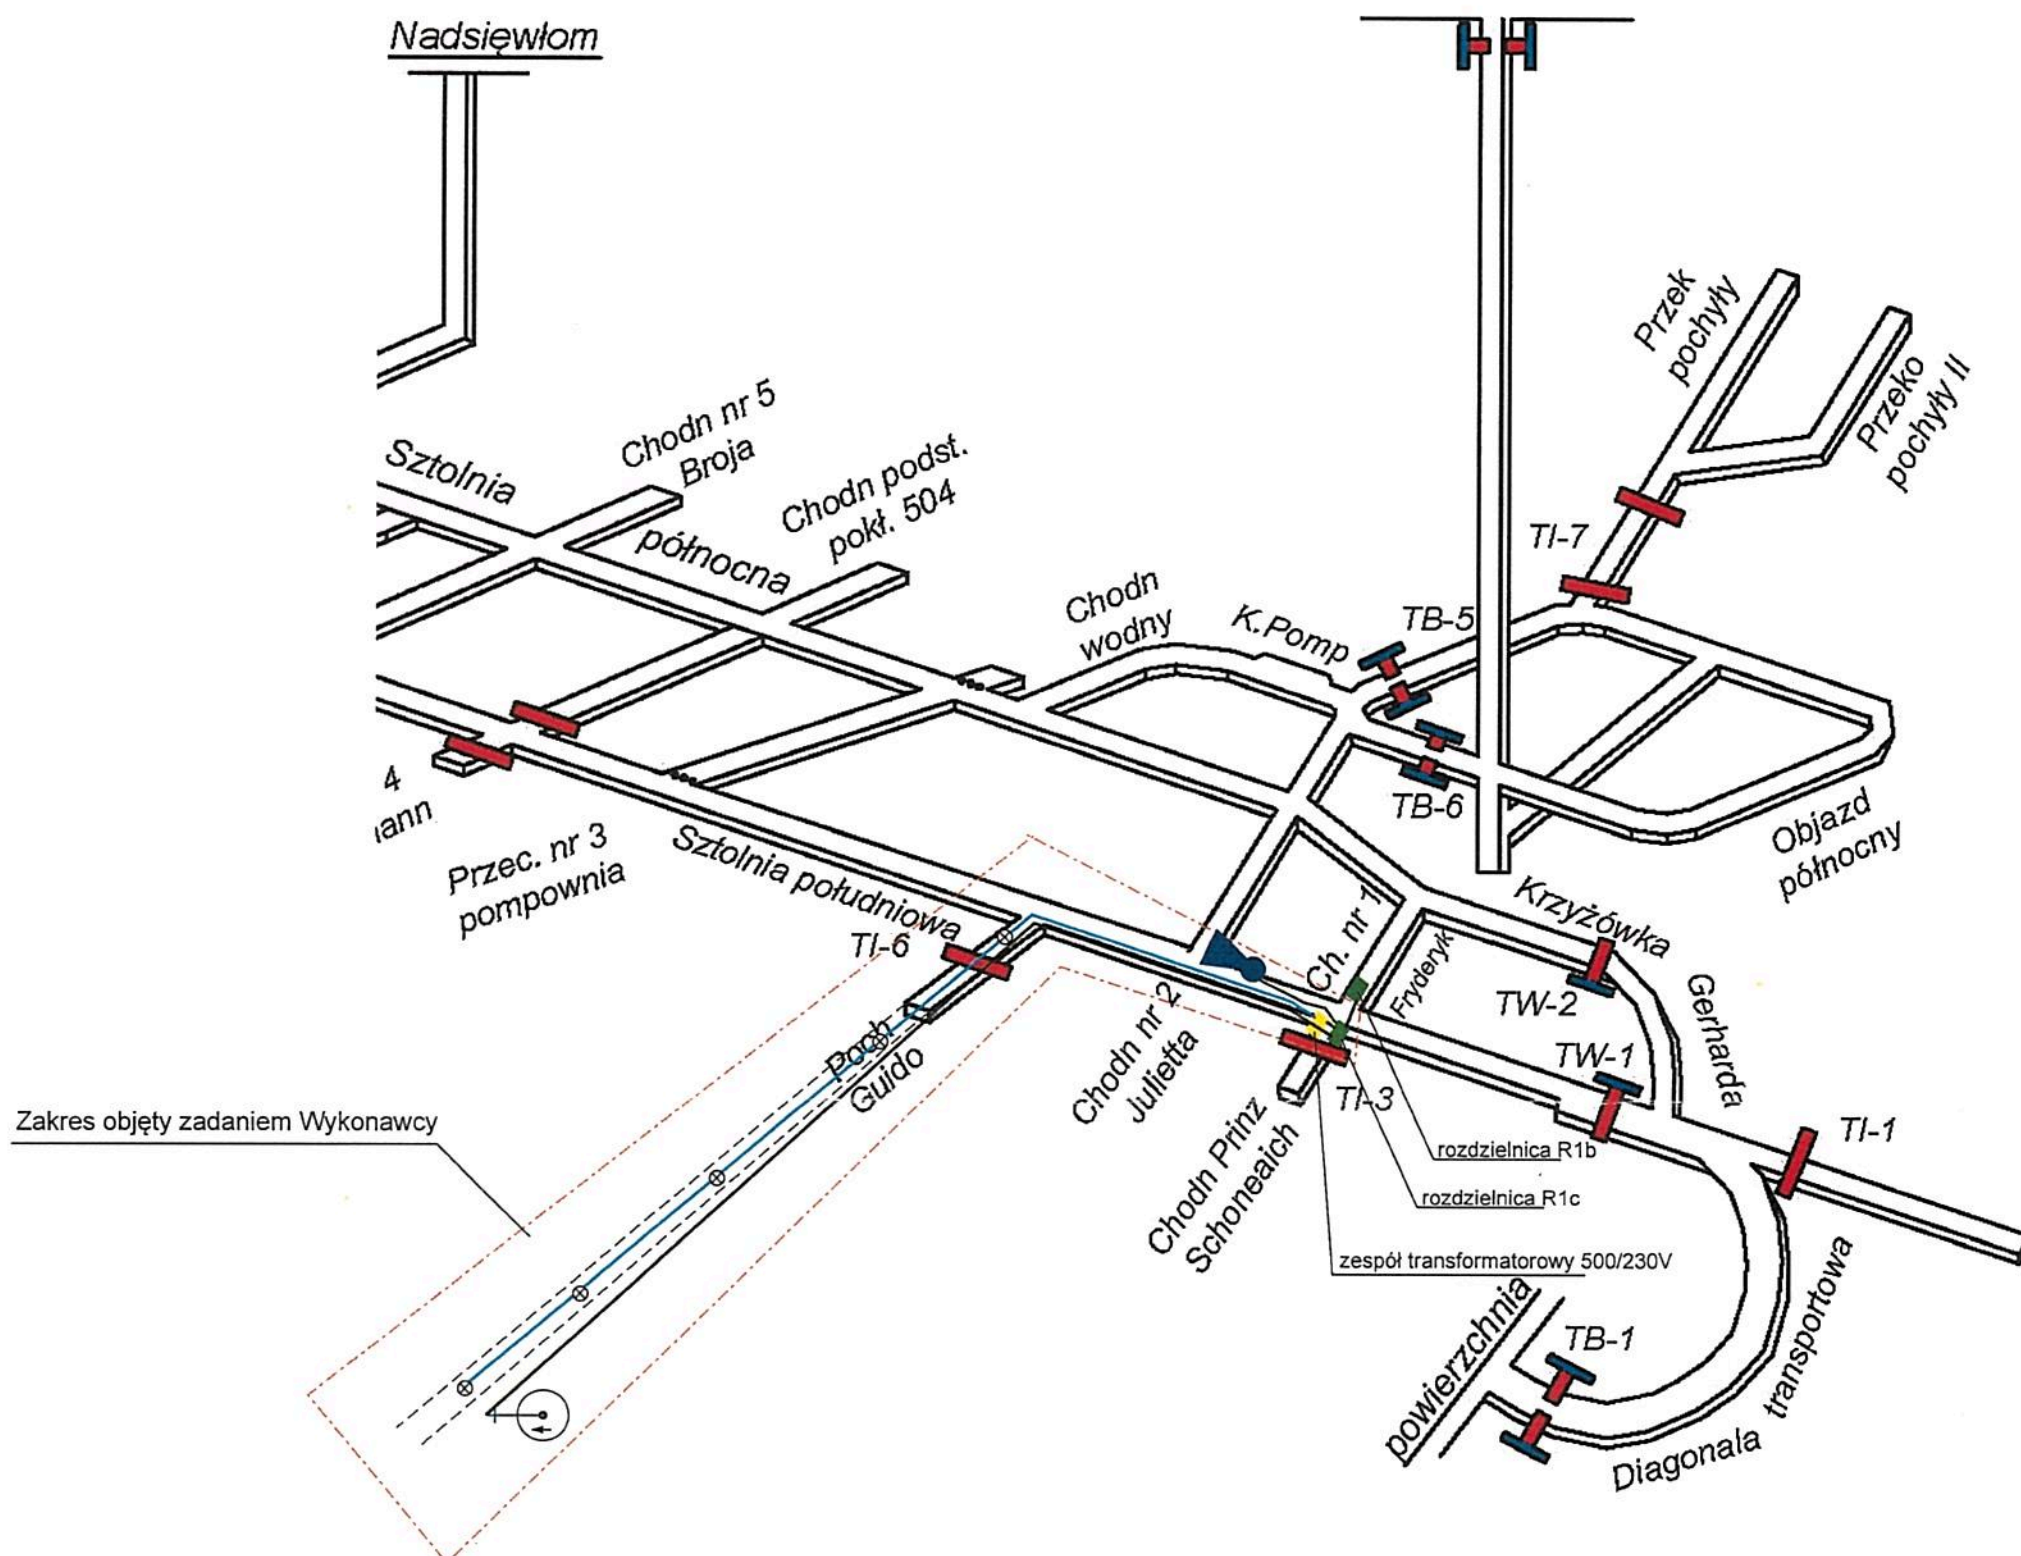 Nadsięwłom
Przek
pochyły
Przeko
pochyły II
Chodn nr 5
Broja
Sztolnia
północna
Chodn podst.
pokł. 504
TI-7
Chodn
wodny
K.Pomp
TB-5
TB-6
Objazd
północny
4
Przec. nr 3
pompownia
Sztolnia południowa
TI-6
Ch. nr 1
Fryderyk
Krzyżówka
Gerharda
TW-2
TW-1
TI-1
Poch
Guido
Chodn nr 2
Julietta
TI-3
Chodn Prinz
Schoneaich
Zakres objęty zadaniem Wykonawcy
rozdzielnica R1b
rozdzielnica R1c
zespół transformatorowy 500/230V
powierzchnia
TB-1
Diagonala transportowa